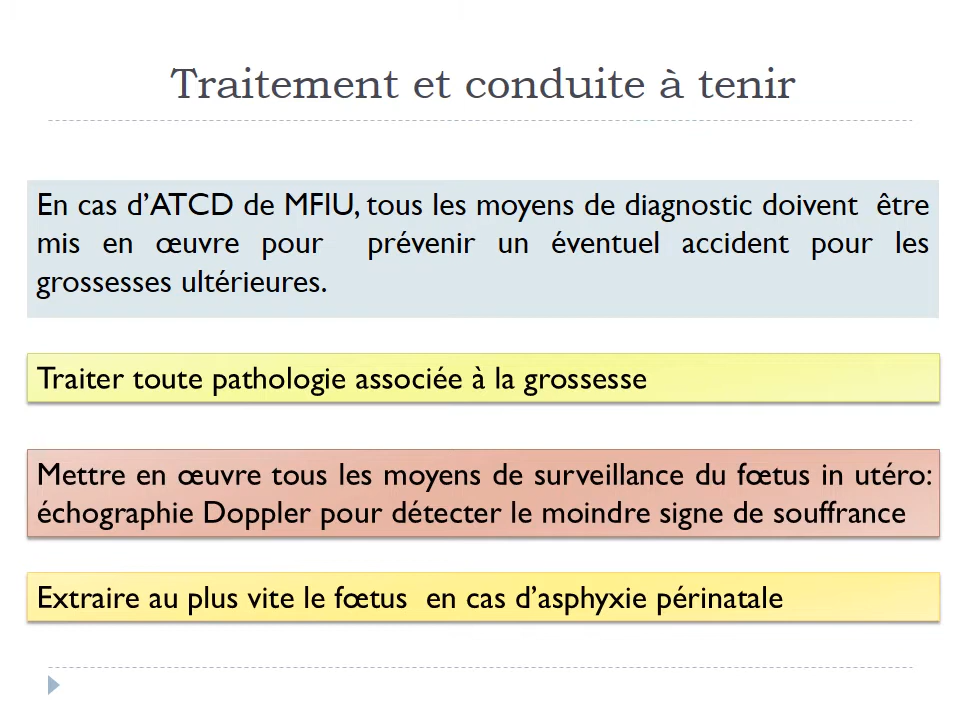 Traitement et conduite à tenir
En cas d’ATCD de MFIU, tous les moyens de diagnostic doivent être
mis en œuvre pour prévenir un éventuel accident pour les
grossesses ultérieures.
Traiter toute pathologie associée à la grossesse
Mettre en œuvre tous les moyens de surveillance du fœtus in utéro:
échographie Doppler pour détecter le moindre signe de souffrance
Extraire au plus vite le fœtus en cas d’asphyxie périnatale